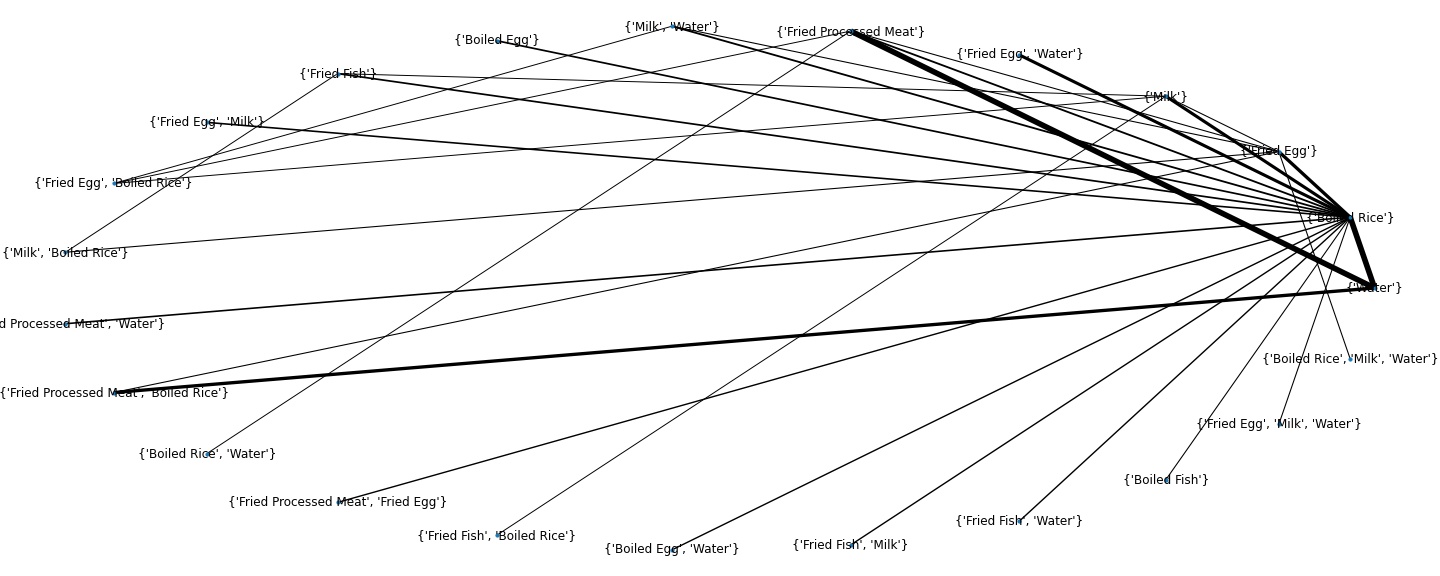 {'Milk', 'Water'}
{'Fried Processed Meat'}
{'Boiled Egg'}
{'Fried Egg', 'Water'}
{'Fried Fish'}
{'Milk'}
{'Fried Egg', 'Milk'}
{'Fried Egg'}
{'Fried Egg', 'Boiled Rice'}
{'Boiled Rice'}
{'Milk', 'Boiled Rice'}
{'Water'}
d Processed Meat', 'Water'}
{'Boiled Rice', 'Milk', 'Water'}
{'Fried Processed Meat', 'Boiled Rice'}
{'Fried Egg', 'Milk', 'Water'}
{'Boiled Rice', 'Water'}
{'Boiled Fish'}
{'Fried Processed Meat', 'Fried Egg'}
{'Fried Fish', 'Water'}
{'Fried Fish', 'Boiled Rice'}
{'Fried Fish', 'Milk'}
{'Boiled Egg', 'Water'}